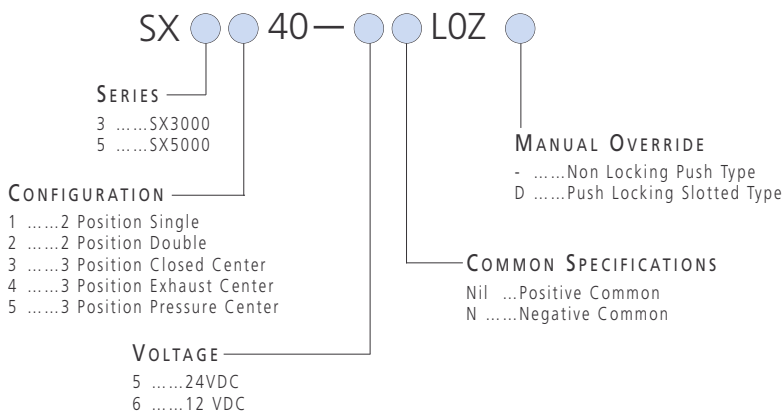 SX 40— L0Z
SERIES
3 ......SX3000
5 ......SX5000
MANUAL OVERRIDE
- ......Non Locking Push Type
D ......Push Locking Slotted Type
CONFIGURATION
1 ......2 Position Single
2 ......2 Position Double
3 ......3 Position Closed Center
4 ......3 Position Exhaust Center
5 ......3 Position Pressure Center
COMMON SPECIFICATIONS
Nil ...Positive Common
N ......Negative Common
VOLTAGE
5 ......24VDC
6 ......12 VDC